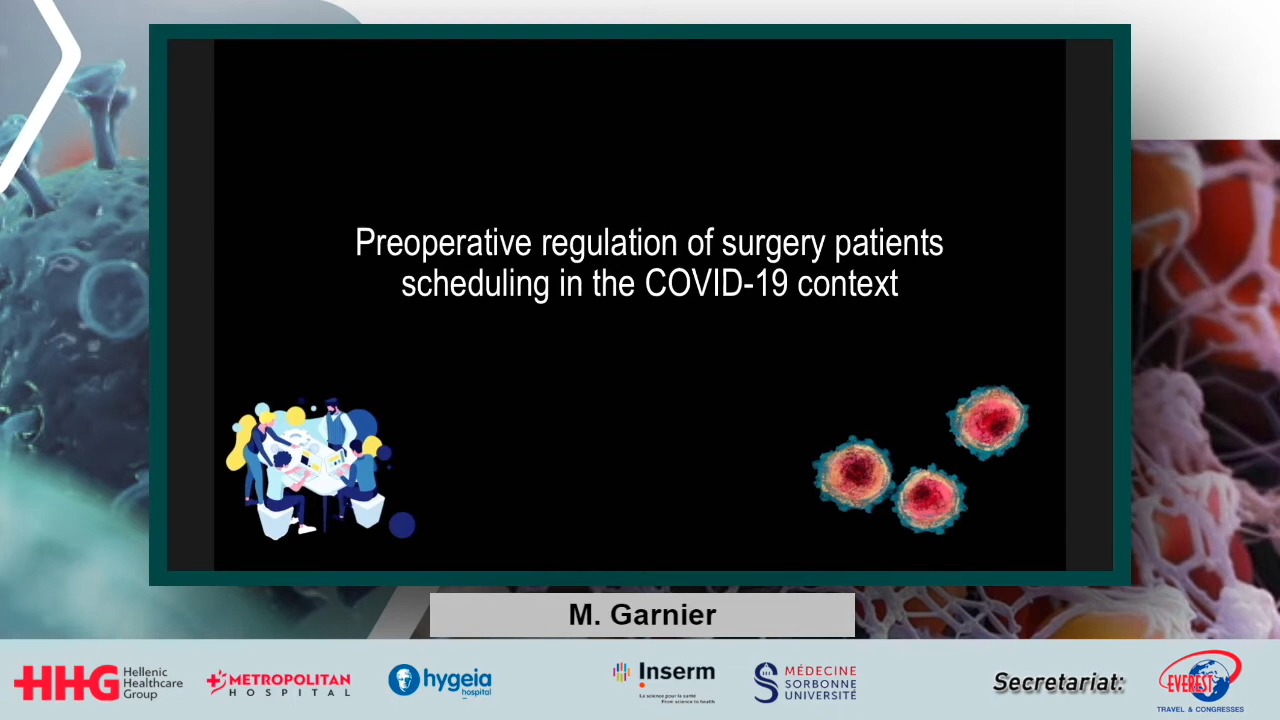 Preoperative regulation of surgery patients
scheduling in the COVID-19 context
M. Garnier
HHG Hellenic
Healthcare
Group
METROPOLITAN
HOSPITAL
hygeia
hospital
Inserm
La science pour la santé
From science to health
MÉDECINE
SORBONNE
UNIVERSITÉ
Secretariat:
EVEREST
TRAVEL & CONGRESSES